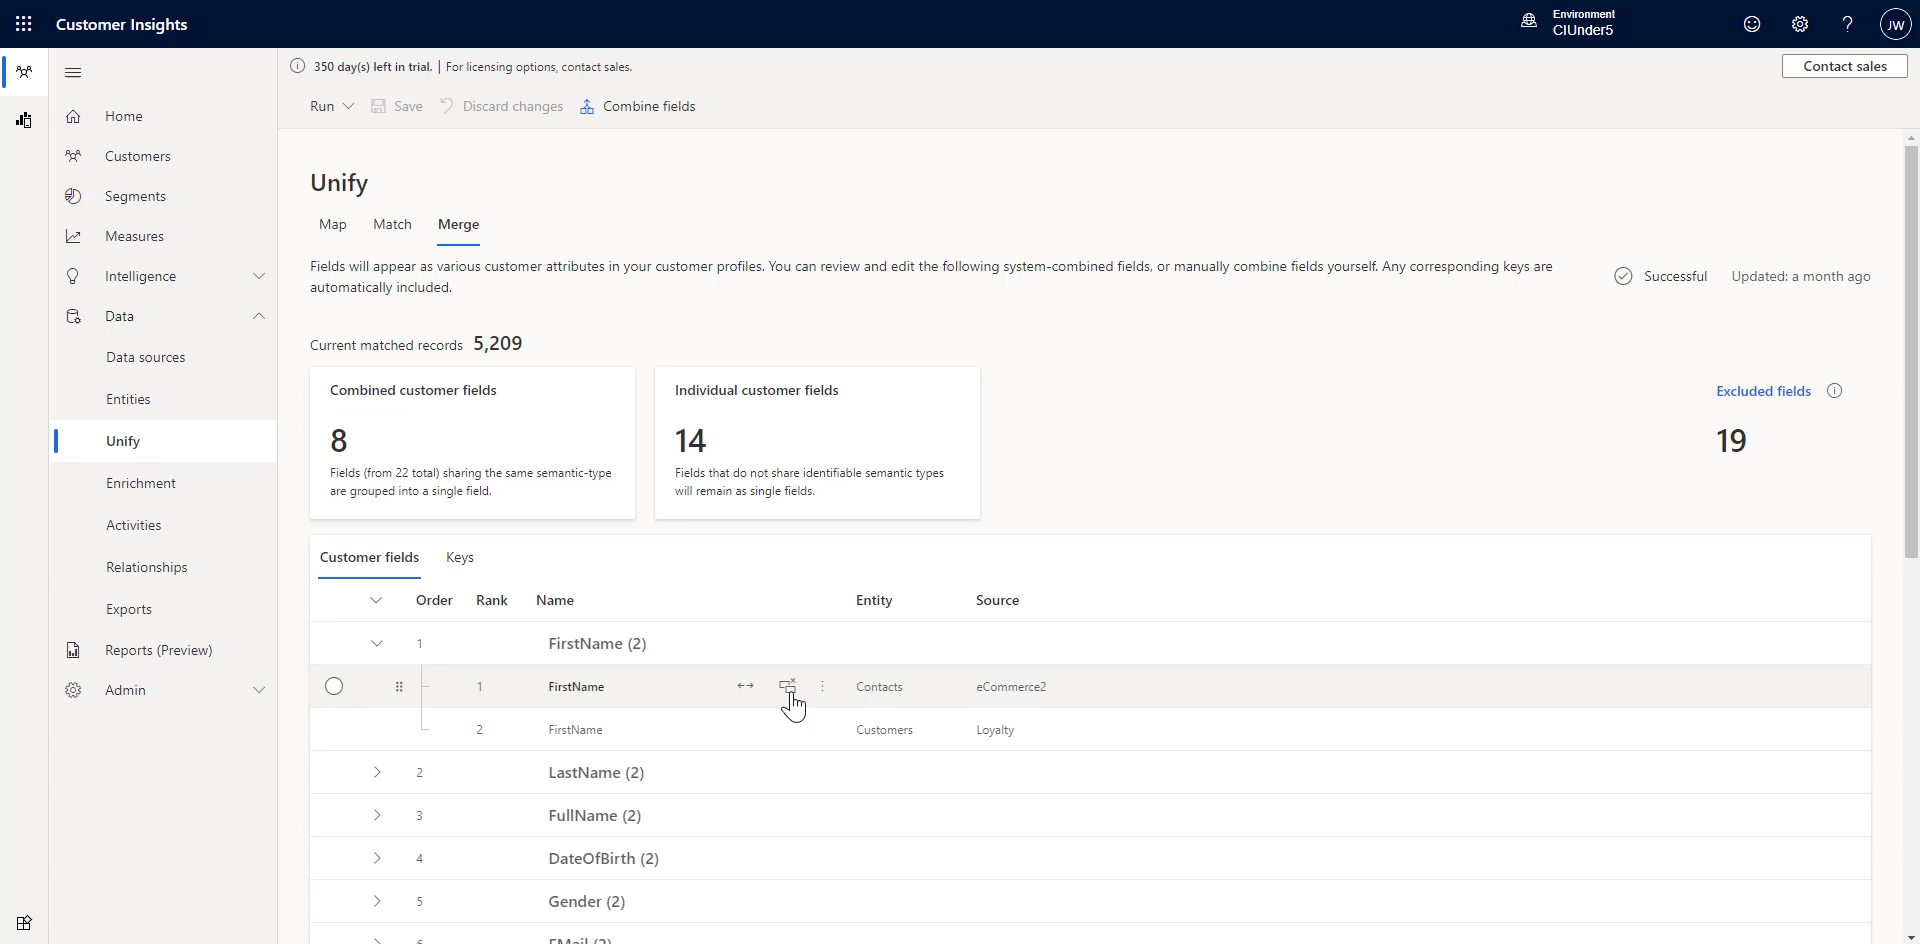 Customer Insights
Environment
CIUnder5
?
JW
350 day(s) left in trial. | For licensing options, contact sales.
Contact sales
Run
Save
Discard changes
Combine fields
Home
Customers
Segments
Measures
Intelligence
Data
Data sources
Entities
Unify
Enrichment
Activities
Relationships
Exports
Reports (Preview)
Admin
Unify
Map Match Merge
Fields will appear as various customer attributes in your customer profiles. You can review and edit the following system-combined fields, or manually combine fields yourself. Any corresponding keys are
automatically included.
Successful
Updated: a month ago
Current matched records 5,209
Combined customer fields
8
Fields (from 22 total) sharing the same semantic-type
are grouped into a single field.
Individual customer fields
14
Fields that do not share identifiable semantic types
will remain as single fields.
Excluded fields
19
Customer fields Keys
Order Rank Name Entity Source
1 FirstName (2)
1 FirstName Contacts eCommerce2
2 FirstName Customers Loyalty
2 LastName (2)
3 FullName (2)
4 DateOfBirth (2)
5 Gender (2)
6 EMail (2)